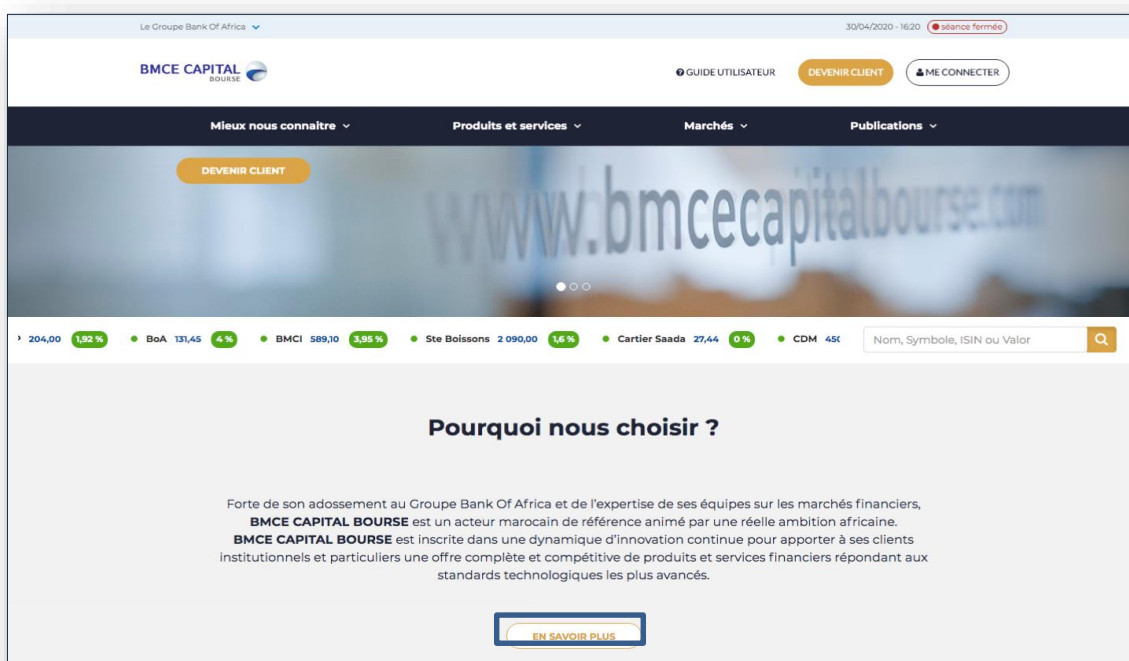 Le Groupe Bank Of Africa
30/04/2020 - 16:20 séance fermée
BMCE CAPITAL
BOURSE
GUIDE UTILISATEUR DEVENIR CLIENT ME CONNECTER
Mieux nous connaitre Produits et services Marchés Publications
DEVENIR CLIENT
www.bmcecapitalbourse.com
204,00 1,92 % BoA 131,45 4 % BMCI 589,10 3,95 % Ste Boissons 2 090,00 1,6 % Cartier Saada 27,44 0 % CDM Nom, Symbole, ISIN ou Valor
Pourquoi nous choisir ?
Forte de son adossement au Groupe Bank Of Africa et de l'expertise de ses équipes sur les marchés financiers,
BMCE CAPITAL BOURSE est un acteur marocain de référence animé par une réelle ambition africaine.
BMCE CAPITAL BOURSE est inscrite dans une dynamique d'innovation continue pour apporter à ses clients
institutionnels et particuliers une offre complète et compétitive de produits et services financiers répondant aux
standards technologiques les plus avancés.
EN SAVOIR PLUS